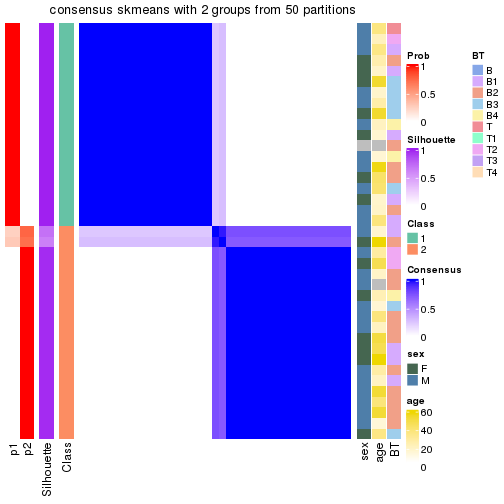 consensus skmeans with 2 groups from 50 partitions
Prob
1
0.5
0
Silhouette
1
0.5
0
Class
1
2
Consensus
1
0.5
0
sex
F
M
age
60
40
20
0
BT
B
B1
B2
B3
B4
T
T1
T2
T3
T4
p1
p2
Silhouette
Class
sex
age
BT